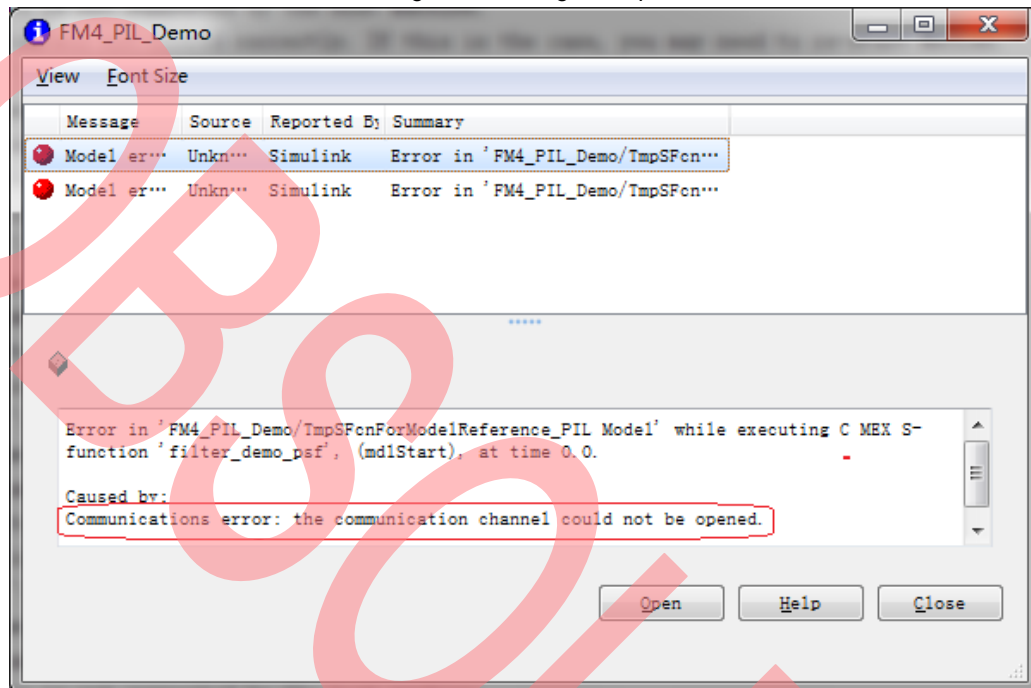 FM4_PIL_Demo
View Font Size
Message Source Reported By Summary
Model er··· Unkn··· Simulink Error in 'FM4_PIL_Demo/TmpSFcn···
Model er··· Unkn··· Simulink Error in 'FM4_PIL_Demo/TmpSFcn···
Error in 'FM4_PIL_Demo/TmpSFcnForModelReference_PIL Model' while executing C MEX S-
function 'filter_demo_psf', (mdlStart), at time 0.0.
Caused by:
Communications error: the communication channel could not be opened.
Open Help Close